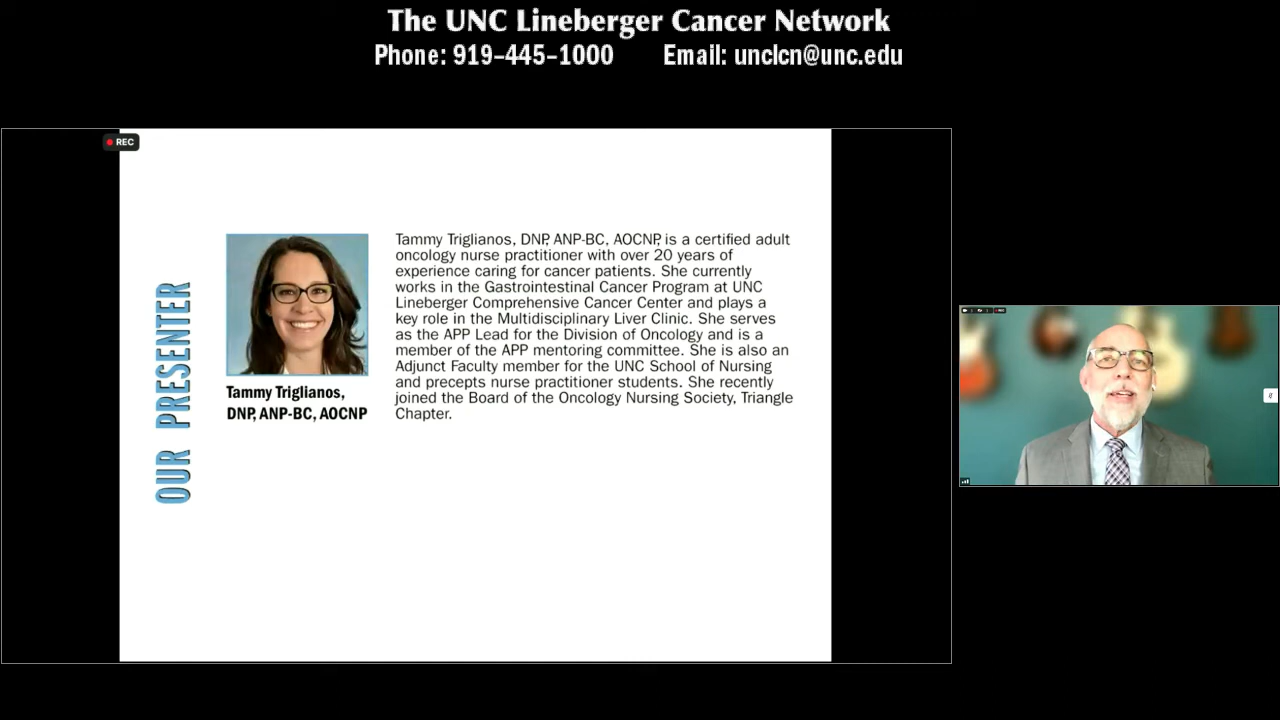 The UNC Lineberger Cancer Network
Phone: 919-445-1000 Email: unclcn@unc.edu
REC
OUR PRESENTER
Tammy Triglianos,
DNP, ANP-BC, AOCNP
Tammy Triglianos, DNP, ANP-BC, AOCNP, is a certified adult
oncology nurse practitioner with over 20 years of
experience caring for cancer patients. She currently
works in the Gastrointestinal Cancer Program at UNC
Lineberger Comprehensive Cancer Center and plays a
key role in the Multidisciplinary Liver Clinic. She serves
as the APP Lead for the Division of Oncology and is a
member of the APP mentoring committee. She is also an
Adjunct Faculty member for the UNC School of Nursing
and precepts nurse practitioner students. She recently
joined the Board of the Oncology Nursing Society, Triangle
Chapter.